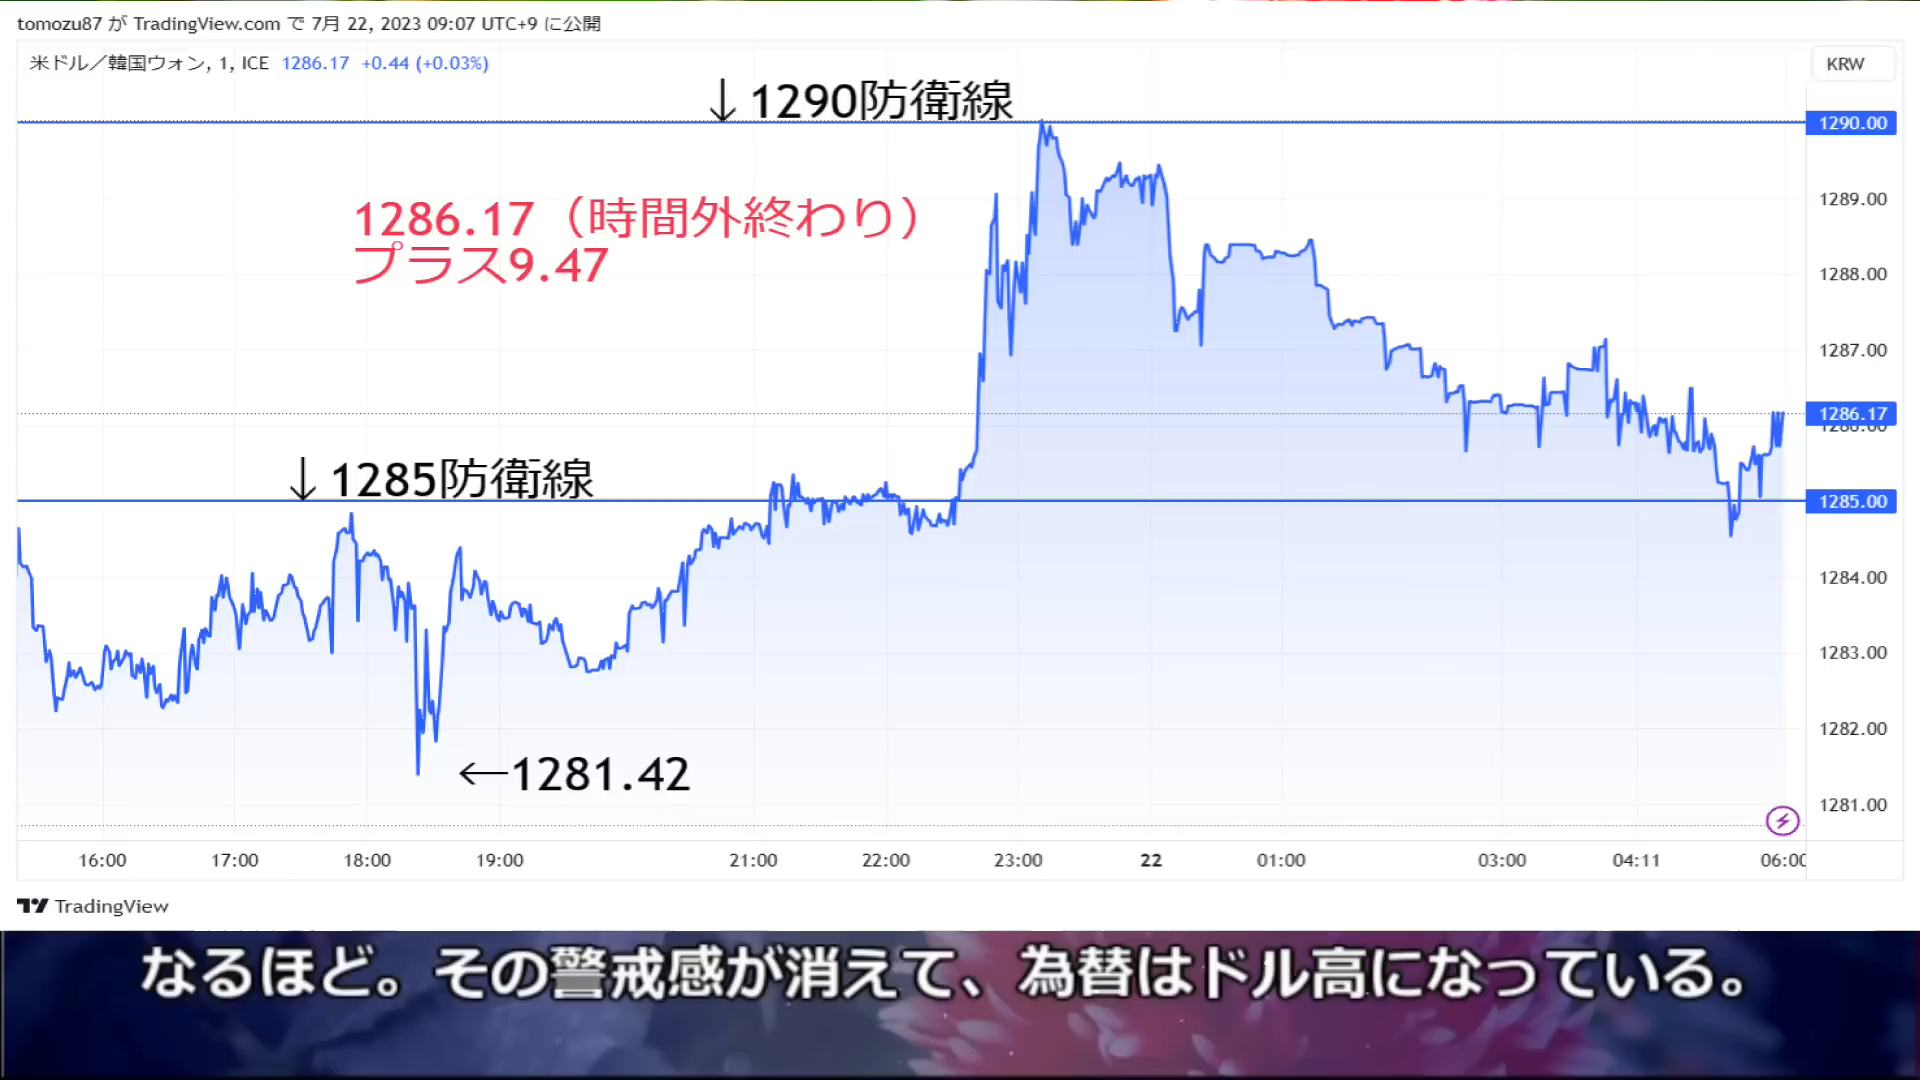 tomozu87 が TradingView.com で 7月 22, 2023 09:07 UTC+9 に公開
米ドル／韓国ウォン, 1, ICE 1286.17 +0.44 (+0.03%)
KRW
↓1290防衛線
1290.00
1289.00
1286.17（時間外終わり）
プラス9.47
1288.00
1287.00
1286.17
1286.00
↓1285防衛線
1285.00
1284.00
1283.00
1282.00
←1281.42
1281.00
16:00 17:00 18:00 19:00 21:00 22:00 23:00 22 01:00 03:00 04:11 06:00
TradingView
なるほど。その警戒感が消えて、為替はドル高になっている。